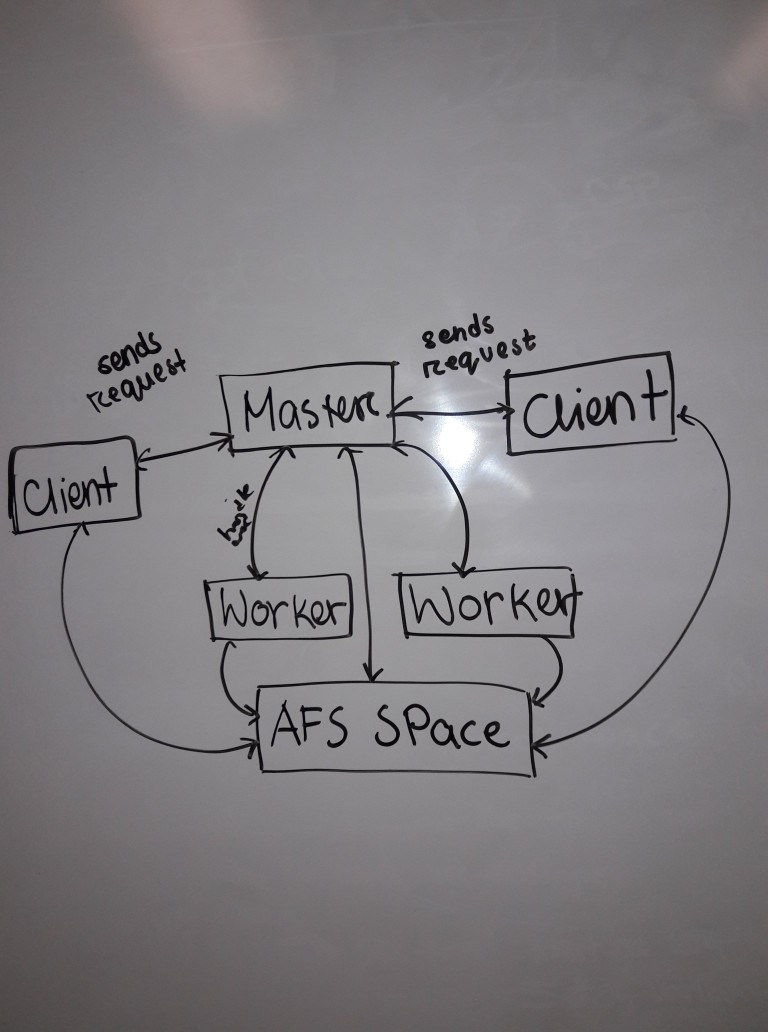 sends
request
sends
request
Master
Client
Client
Worker
Worker
AFS SPace